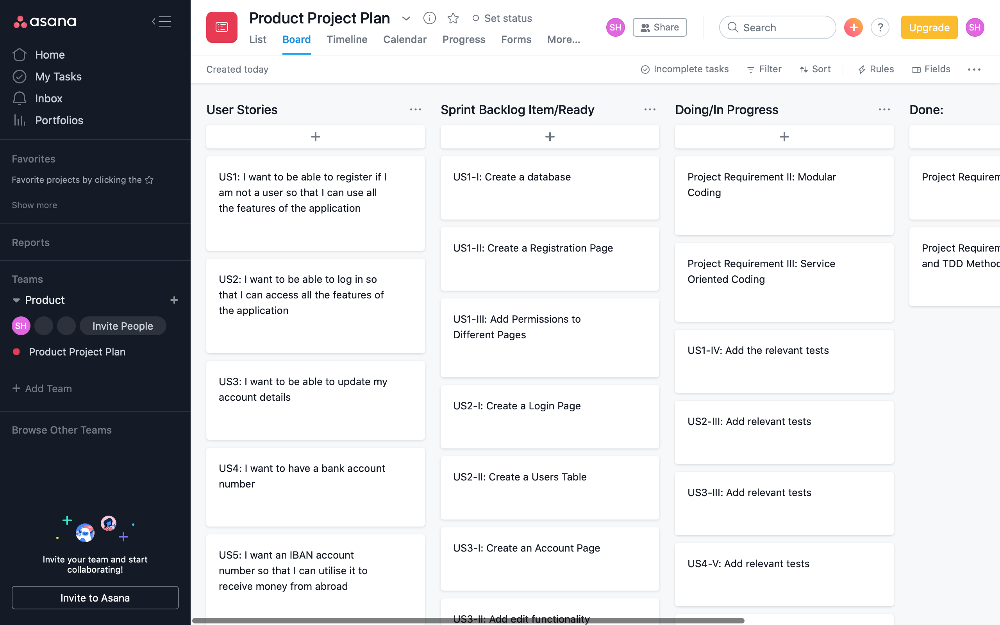 asana
Home
My Tasks
Inbox
Portfolios
Favorites
Favorite projects by clicking the
Show more
Reports
Teams
Product
SH
Invite People
Product Project Plan
Add Team
Browse Other Teams
Invite your team and start
collaborating!
Invite to Asana
Product Project Plan
Set status
List
Board
Timeline
Calendar
Progress
Forms
More...
SH
Share
Search
?
Upgrade
SH
Created today
Incomplete tasks
Filter
Sort
Rules
Fields
User Stories
US1: I want to be able to register if I
am not a user so that I can use all
the features of the application
US2: I want to be able to log in so
that I can access all the features of
the application
US3: I want to be able to update my
account details
US4: I want to have a bank account
number
US5: I want an IBAN account
number so that I can utilise it to
receive money from abroad
Sprint Backlog Item/Ready
US1-I: Create a database
US1-II: Create a Registration Page
US1-III: Add Permissions to
Different Pages
US2-I: Create a Login Page
US2-II: Create a Users Table
US3-I: Create an Account Page
US3-II: Add edit functionality
Doing/In Progress
Project Requirement II: Modular
Coding
Project Requirement III: Service
Oriented Coding
US1-IV: Add the relevant tests
US2-III: Add relevant tests
US3-III: Add relevant tests
US4-V: Add relevant tests
Done:
Project
Project
and TDD